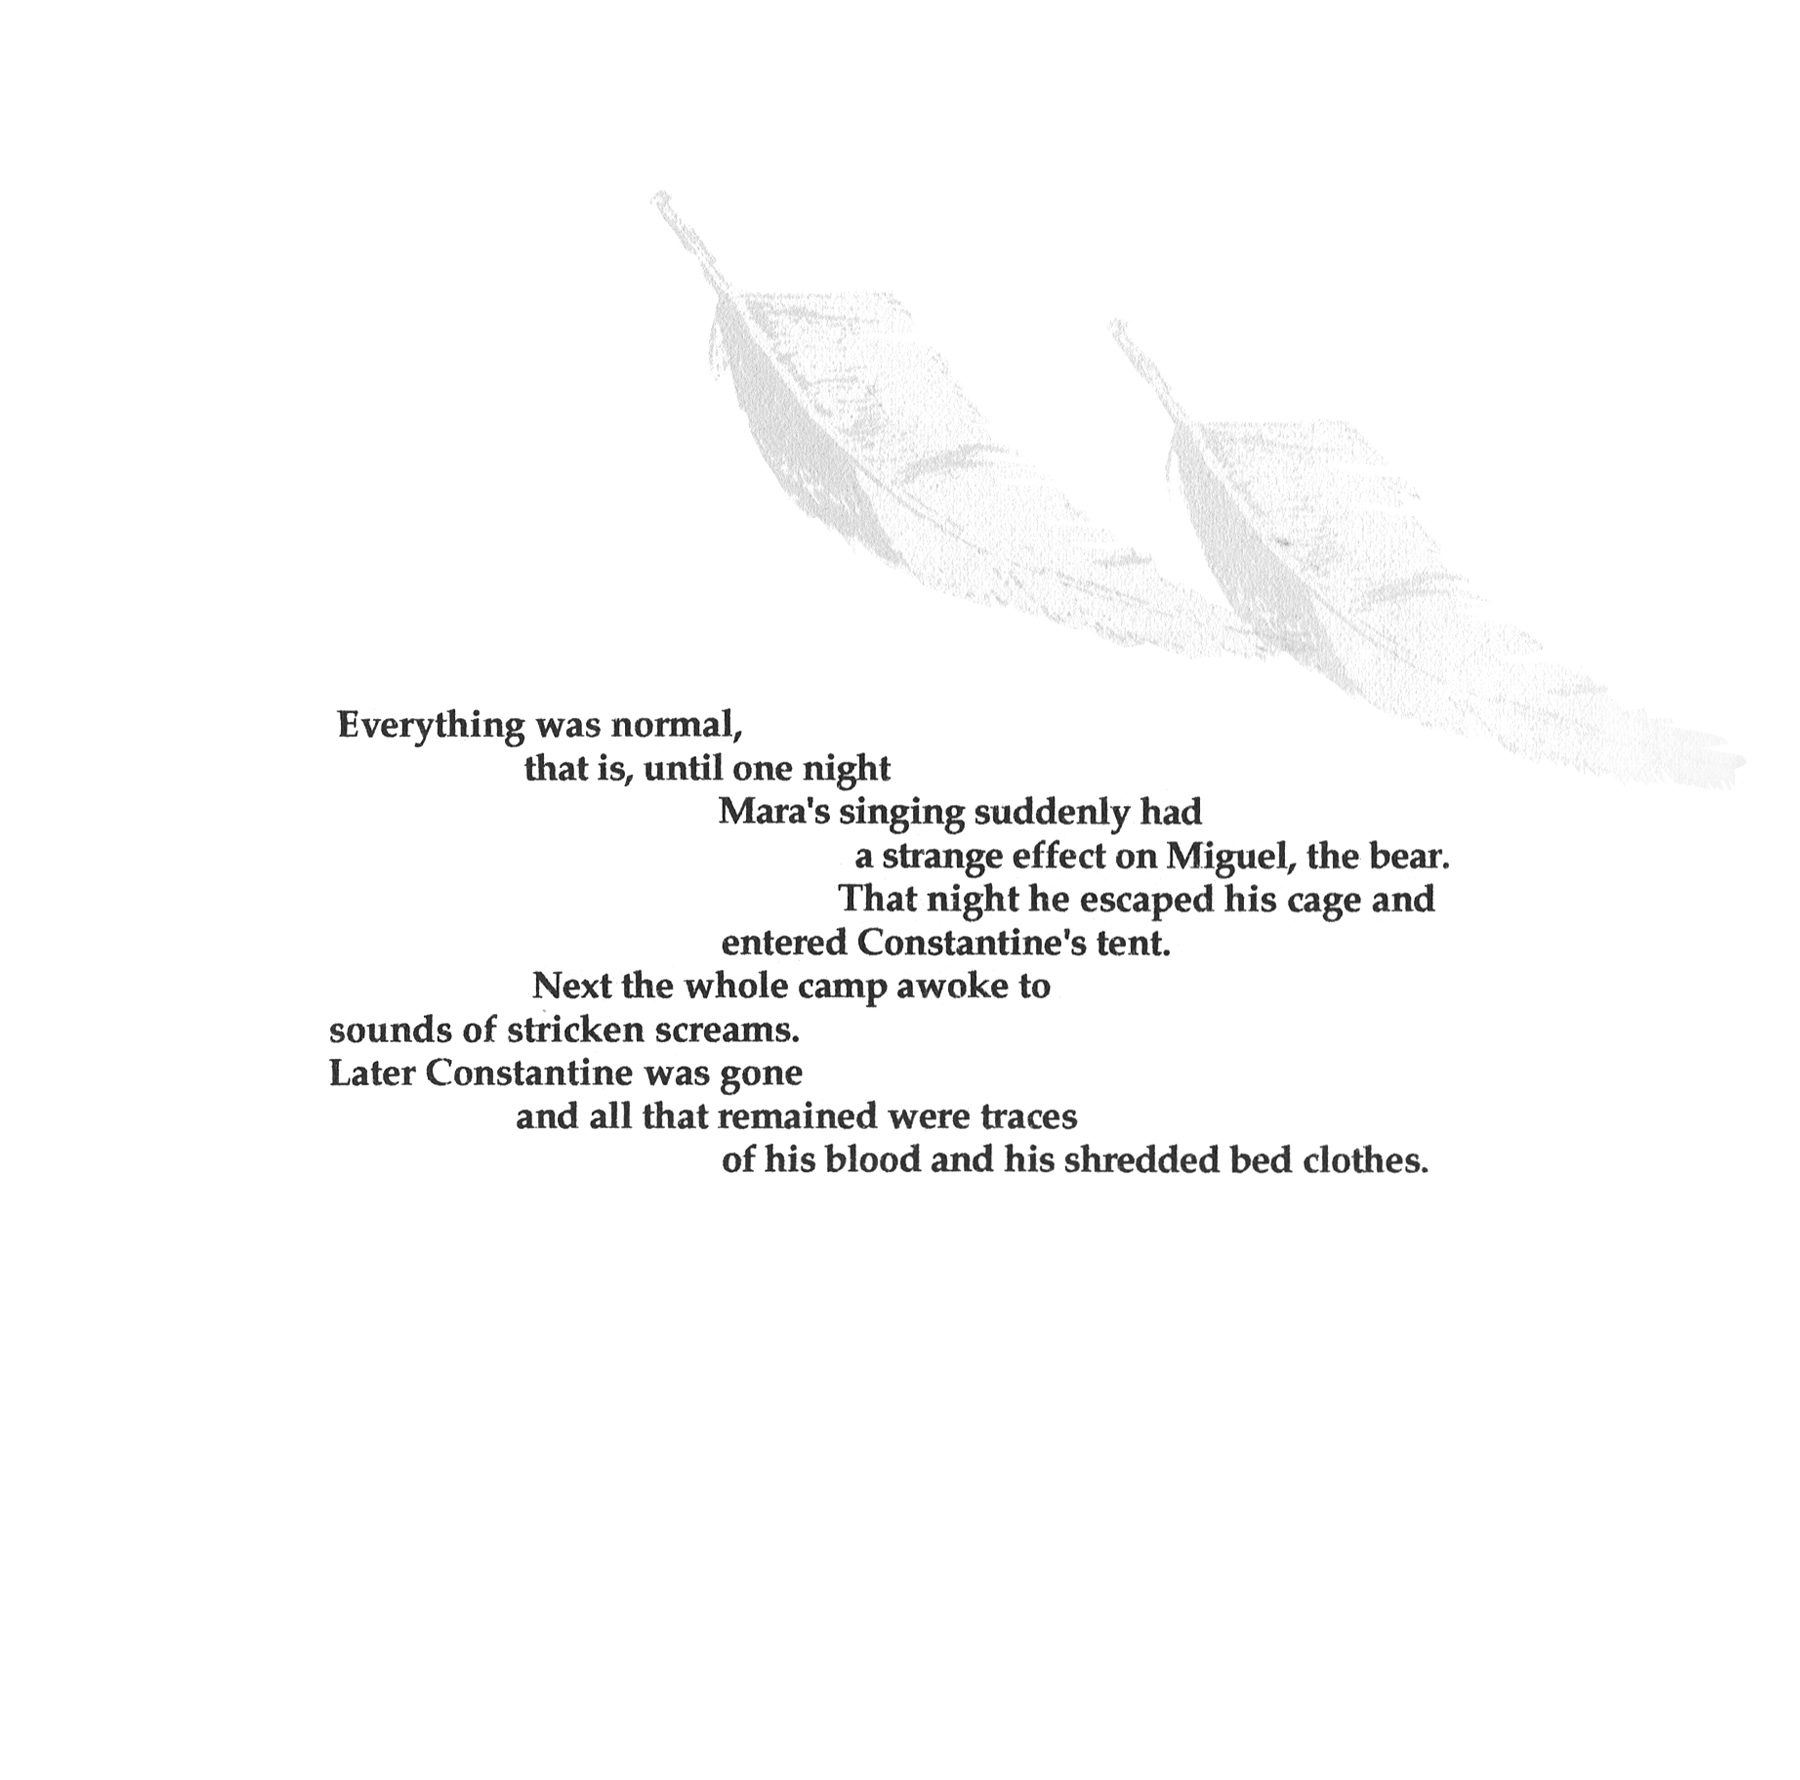 Everything was normal,
that is, until one night
Mara's singing suddenly had
a strange effect on Miguel, the bear.
That night he escaped his cage and
entered Constantine's tent.
Next the whole camp awoke to
sounds of stricken screams.
Later Constantine was gone
and all that remained were traces
of his blood and his shredded bed clothes.